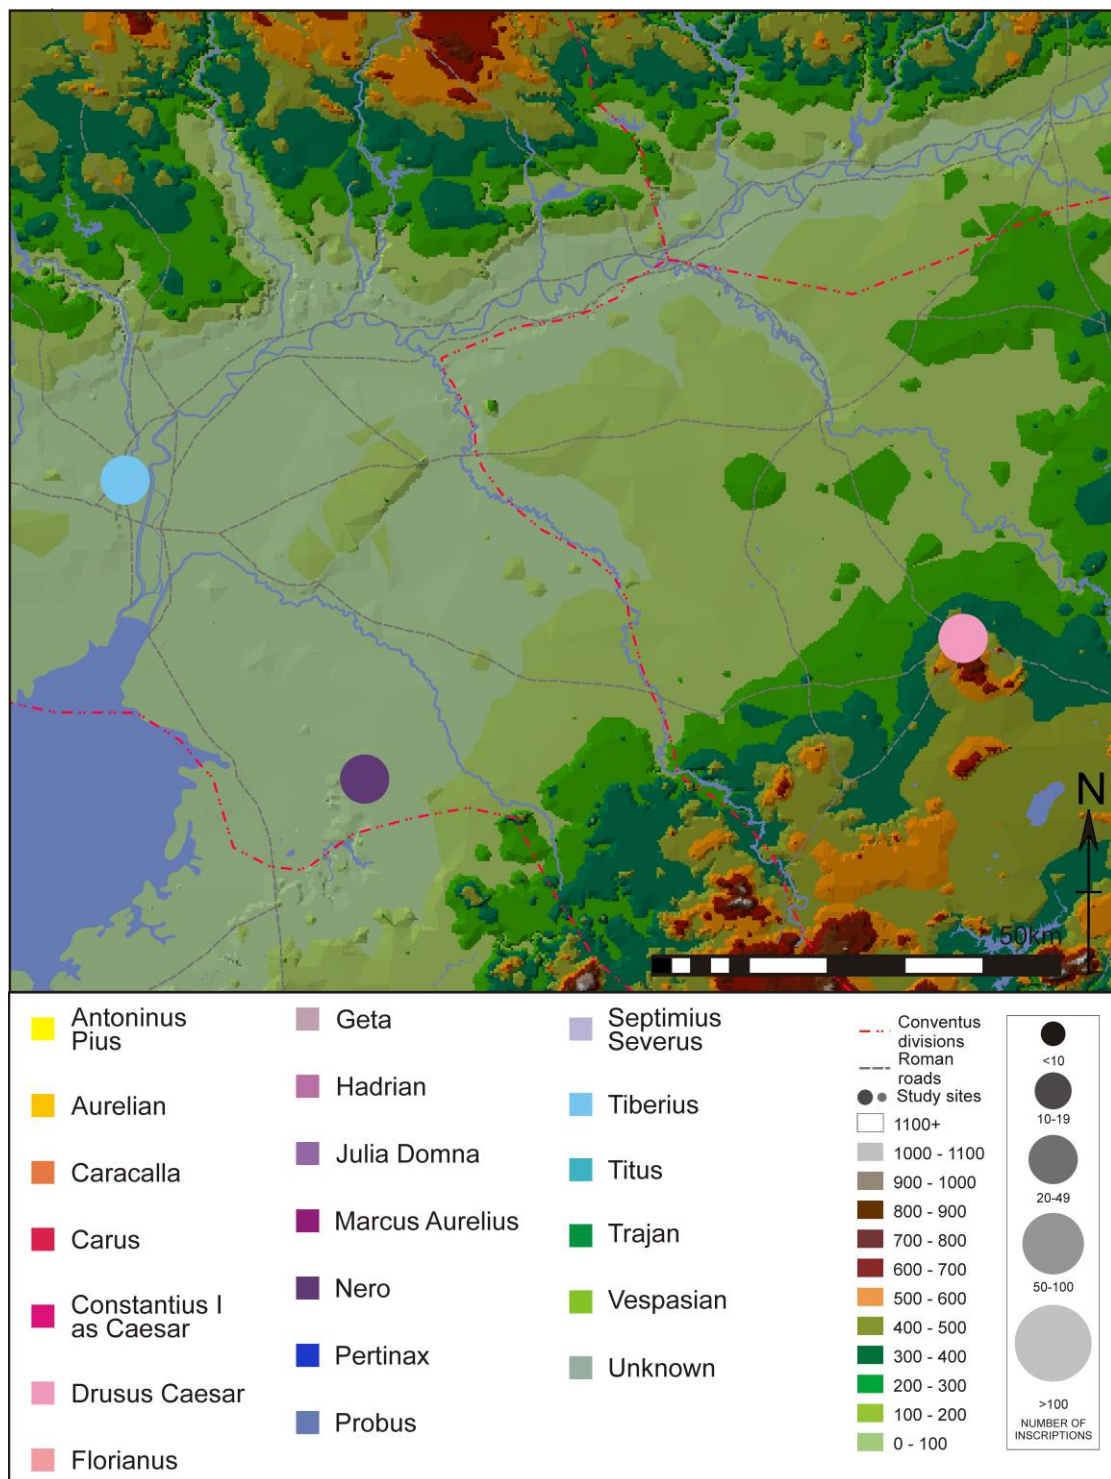 N
50km
Antoninus
Pius
Aurelian
Caracalla
Carus
Constantius I
as Caesar
Drusus Caesar
Florianus
Geta
Hadrian
Julia Domna
Marcus Aurelius
Nero
Pertinax
Probus
Septimius
Severus
Tiberius
Titus
Trajan
Vespasian
Unknown
Conventus
divisions
Roman
roads
Study sites
1100+
1000 - 1100
900 - 1000
800 - 900
700 - 800
600 - 700
500 - 600
400 - 500
300 - 400
200 - 300
100 - 200
0 - 100
<10
10-19
20-49
50-100
>100
NUMBER OF
INSCRIPTIONS